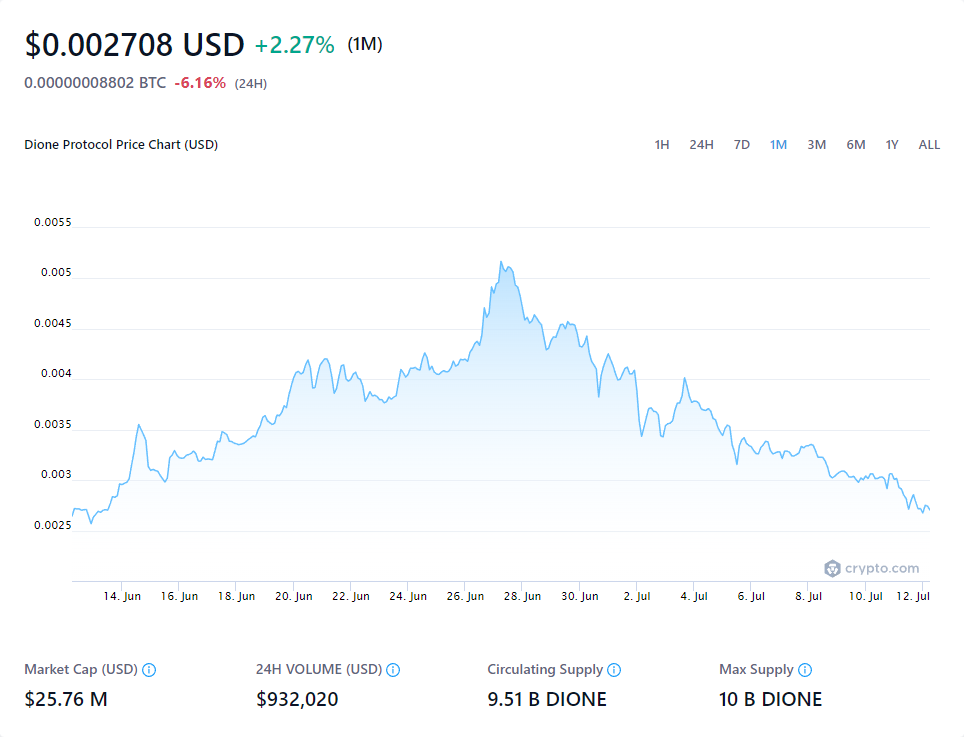 $0.002708 USD +2.27% (1M)
0.00000008802 BTC -6.16% (24H)
Dione Protocol Price Chart (USD) 1H 24H 7D 1M 3M 6M 1Y ALL
0.0055
0.005
0.0045
0.004
0.0035
0.003
0.0025
crypto.com
14. Jun 16. Jun 18. Jun 20. Jun 22. Jun 24. Jun 26. Jun 28. Jun 30. Jun 2. Jul 4. Jul 6. Jul 8. Jul 10. Jul 12. Jul
Market Cap (USD) 24H VOLUME (USD) Circulating Supply Max Supply
$25.76 M $932,020 9.51 B DIONE 10 B DIONE